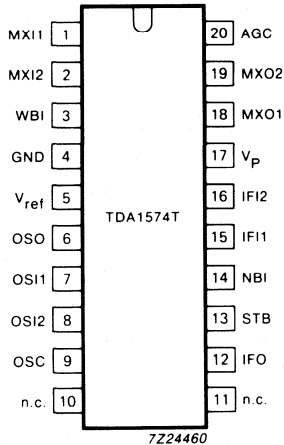 MXI1 1 20 AGC
MXI2 2 19 MXO2
WBI 3 18 MXO1
GND 4 17 Vp
Vref 5 16 IFI2
TDA1574T
OSO 6 15 IFI1
OSI1 7 14 NBI
OSI2 8 13 STB
OSC 9 12 IFO
n.c. 10 11 n.c.
7Z24460